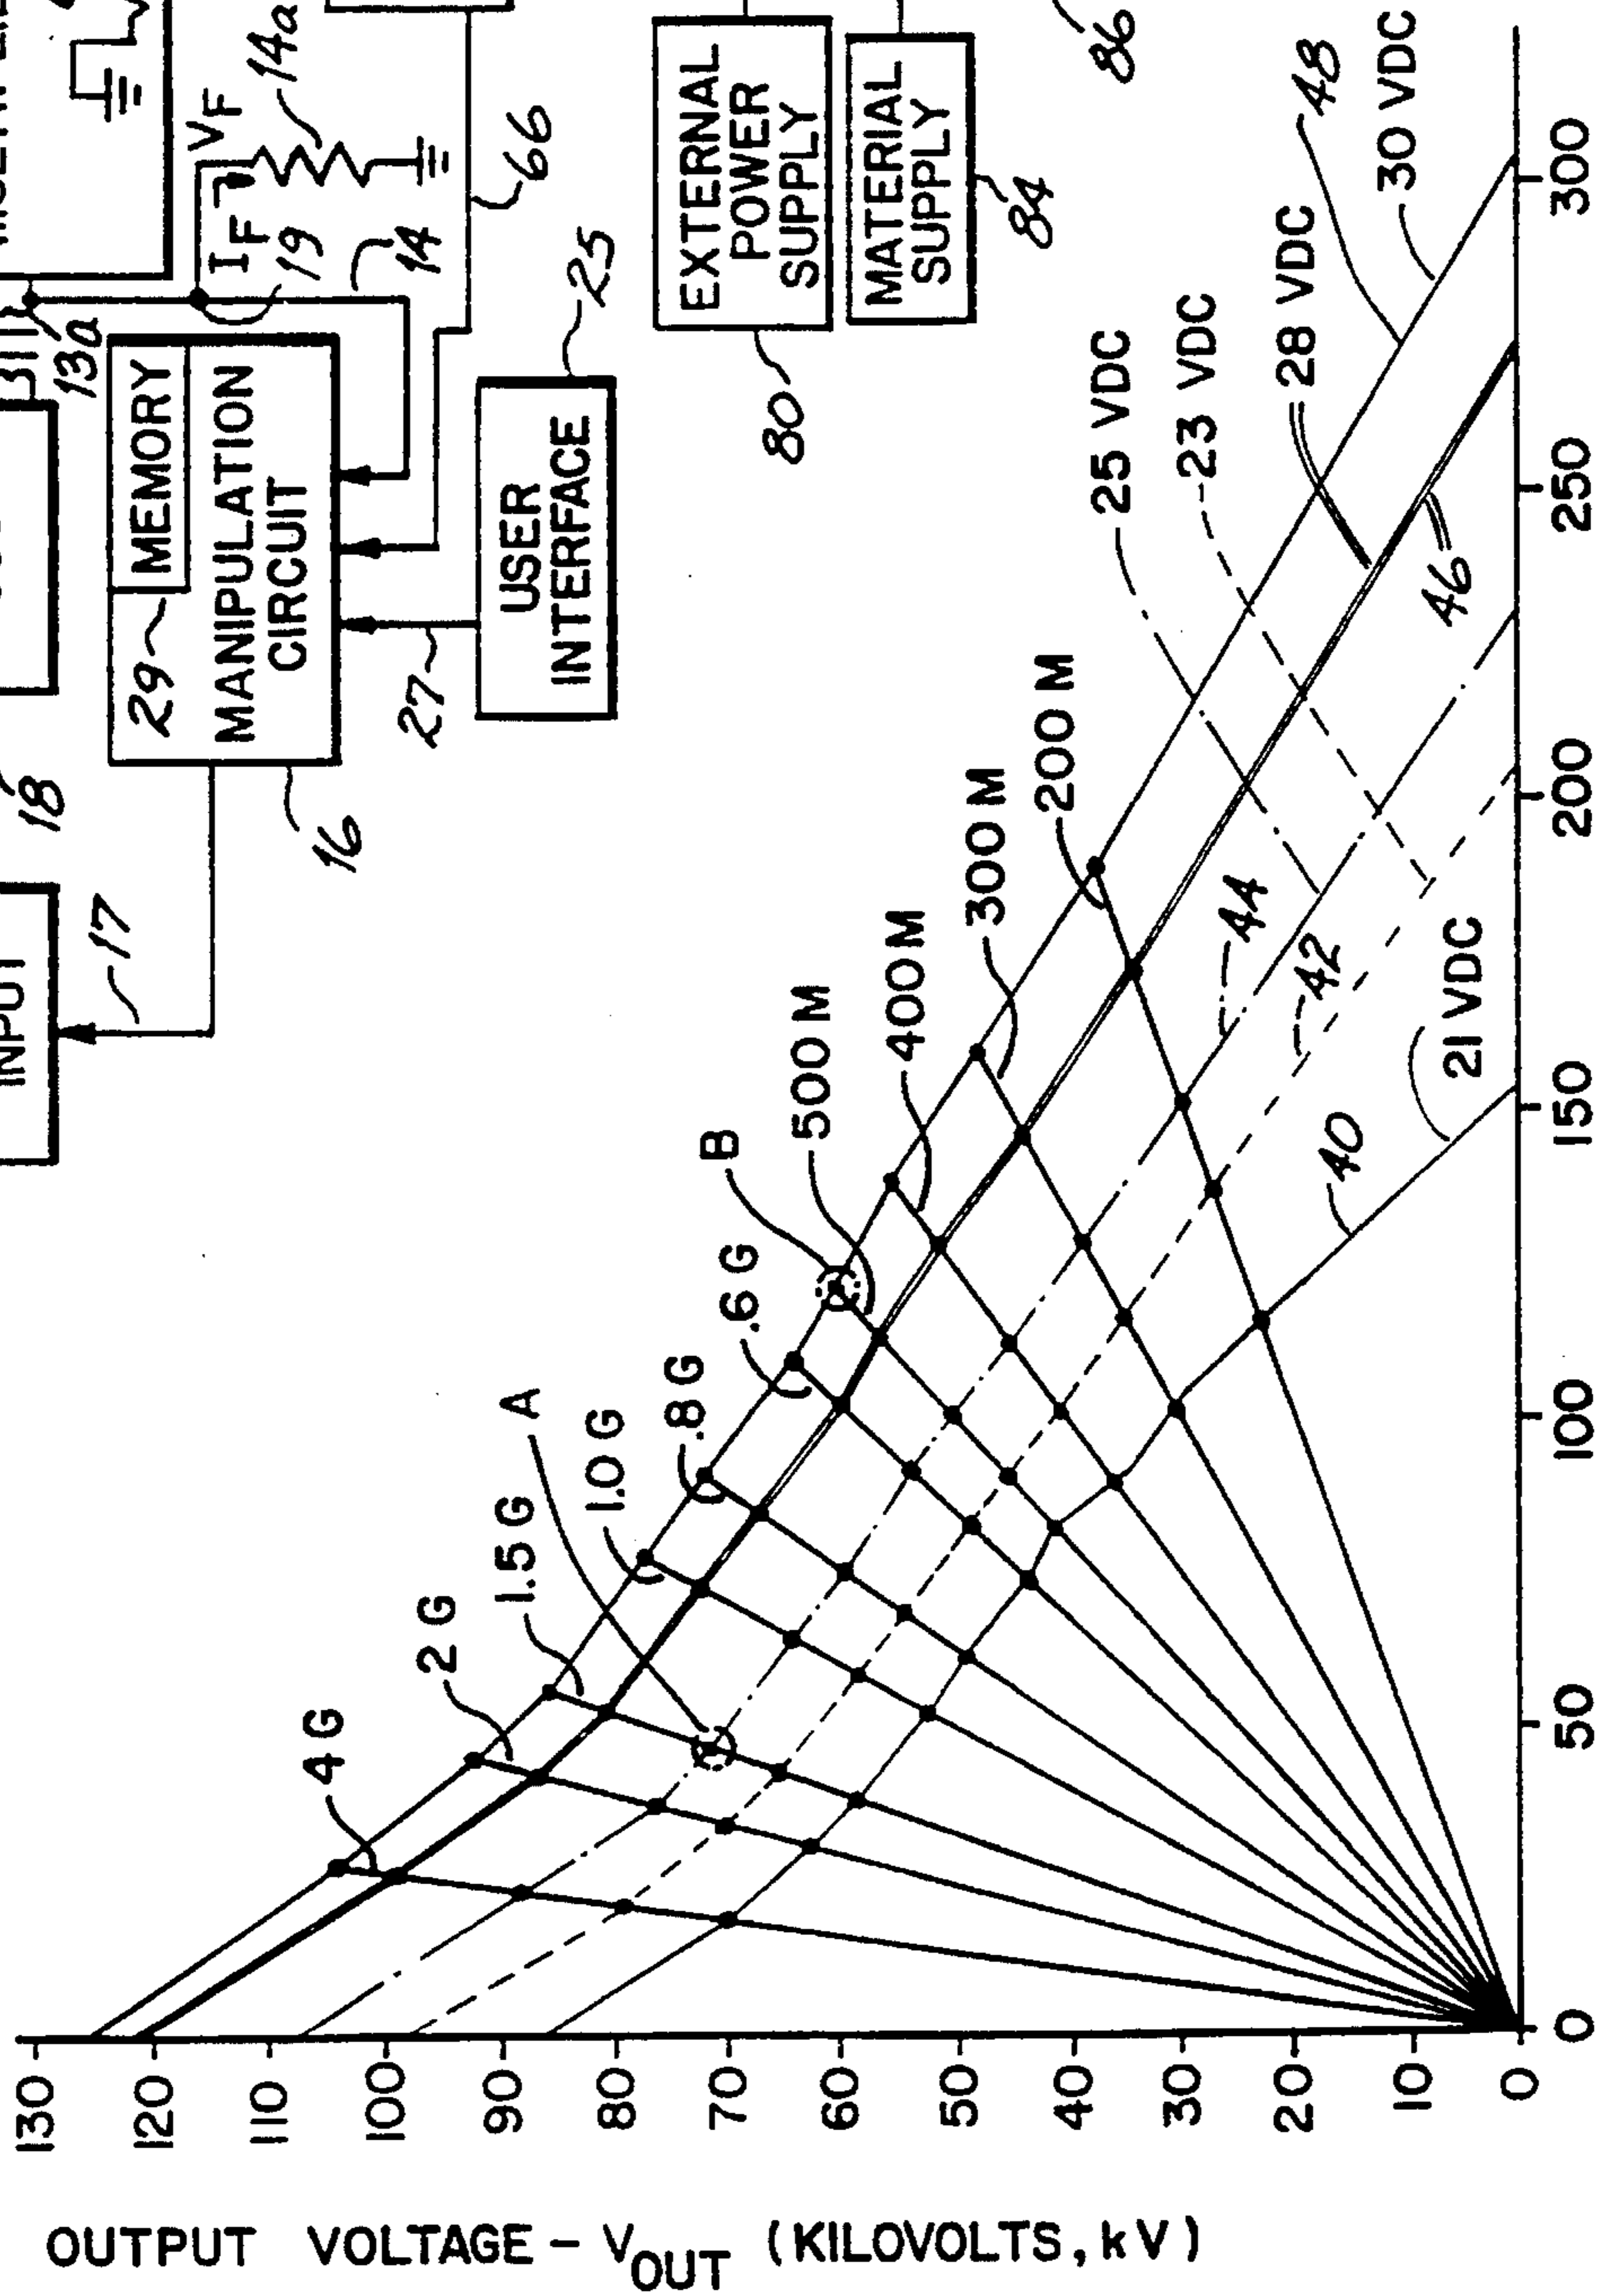 INPUT
17
18
16
29
MEMORY
MANIPULATION
CIRCUIT
13a
19
14
I_F
V_F
14a
66
27
USER
INTERFACE
25
EXTERNAL
POWER
SUPPLY
80
MATERIAL
SUPPLY
84
86
OUTPUT VOLTAGE - V_OUT (KILOVOLTS, kV)
130
120
110
100
90
80
70
60
50
40
30
20
10
0
4 G
2 G
1.5 G
A
1.0 G
.8 G
.6 G
B
500 M
400 M
300 M
200 M
25 VDC
23 VDC
28 VDC
48
30 VDC
46
44
42
21 VDC
40
0
50
100
150
200
250
300